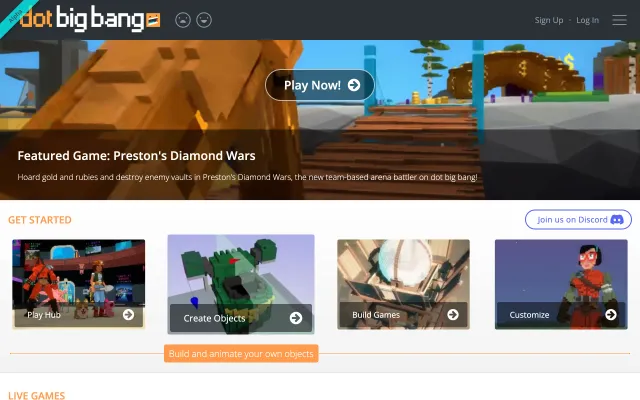 Alpha
dot big bang
Sign Up · Log In
Play Now!
Featured Game: Preston's Diamond Wars
Hoard gold and rubies and destroy enemy vaults in Preston's Diamond Wars, the new team-based arena battler on dot big bang!
GET STARTED
Join us on Discord
Play Hub
Create Objects
Build Games
Customize
Build and animate your own objects
LIVE GAMES